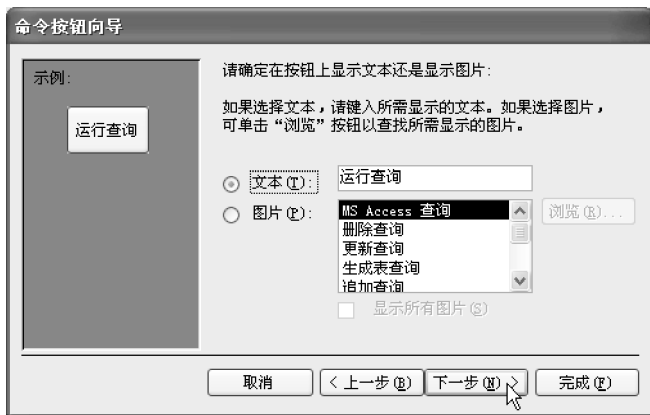 命令按钮向导
示例:
运行查询
请确定在按钮上显示文本还是显示图片:
如果选择文本，请键入所需显示的文本。如果选择图片，
可单击“浏览”按钮以查找所需显示的图片。
文本(T):
运行查询
图片(P):
MS Access 查询
删除查询
更新查询
生成表查询
追加查询
浏览(R)...
显示所有图片(S)
取消
< 上一步(B)
下一步(N) >
完成(F)